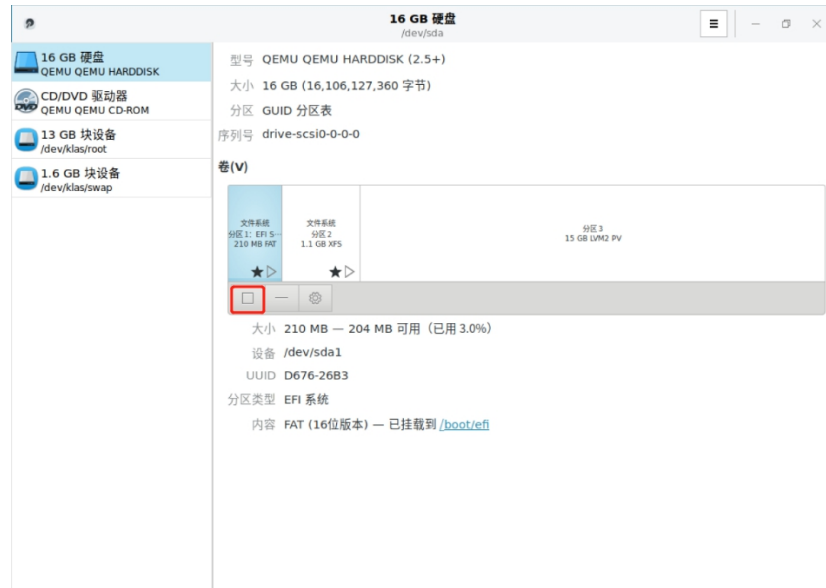 16 GB 硬盘
/dev/sda
16 GB 硬盘
QEMU QEMU HARDDISK
CD/DVD 驱动器
QEMU QEMU CD-ROM
13 GB 块设备
/dev/klas/root
1.6 GB 块设备
/dev/klas/swap
型号 QEMU QEMU HARDDISK (2.5+)
大小 16 GB (16,106,127,360 字节)
分区 GUID 分区表
序列号 drive-scsi0-0-0-0
卷(V)
文件系统
分区 1：EFI S…
210 MB FAT
文件系统
分区 2
1.1 GB XFS
分区 3
15 GB LVM2 PV
大小 210 MB — 204 MB 可用（已用 3.0%）
设备 /dev/sda1
UUID D676-26B3
分区类型 EFI 系统
内容 FAT (16位版本) — 已挂载到 /boot/efi